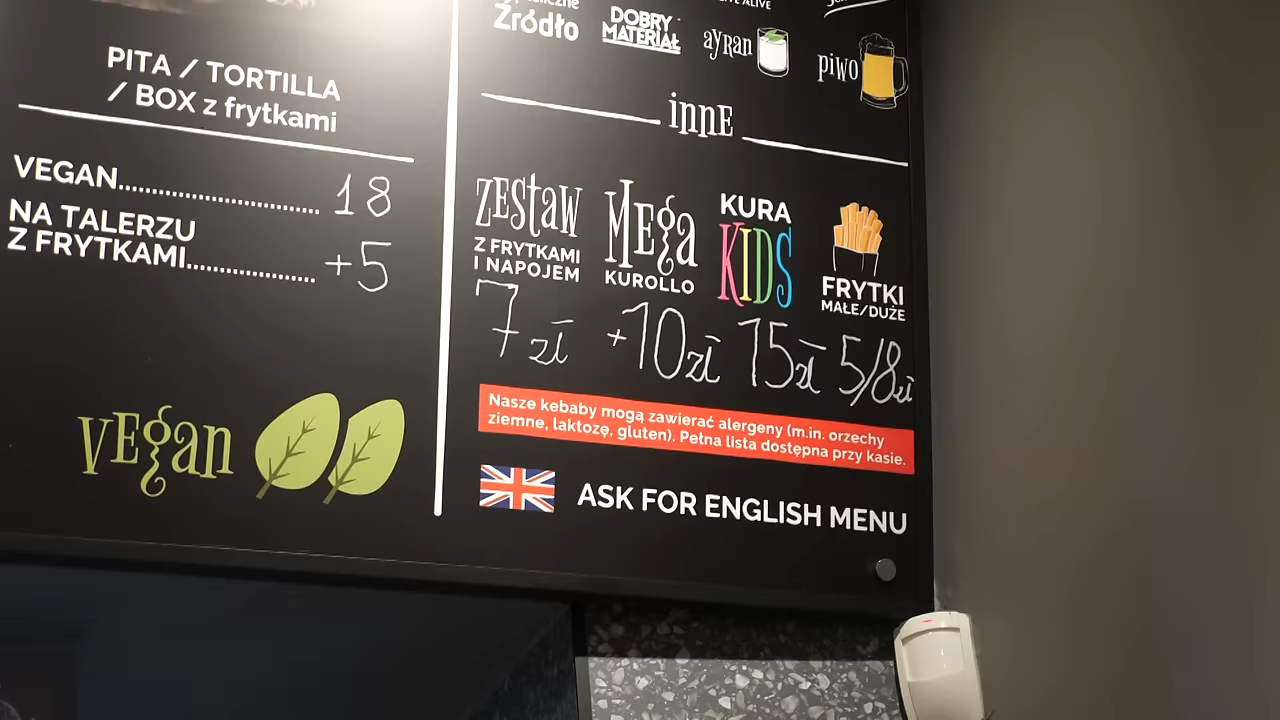 PITA / TORTILLA
/ BOX z frytkami
VEGAN 18
NA TALERZU
Z FRYTKAMI +5
VEgan
Źródło
DOBRY
MATERIAŁ
ayran
piwo
innE
ZEStaW
Z FRYTKAMI
I NAPOJEM
7 zł
MEga
KUROLLO
+10zł
KURA
KIDS
15zł
FRYTKI
MAŁE/DUŻE
5/8zł
Nasze kebaby mogą zawierać alergeny (m.in. orzechy
ziemne, laktozę, gluten). Pełna lista dostępna przy kasie.
ASK FOR ENGLISH MENU